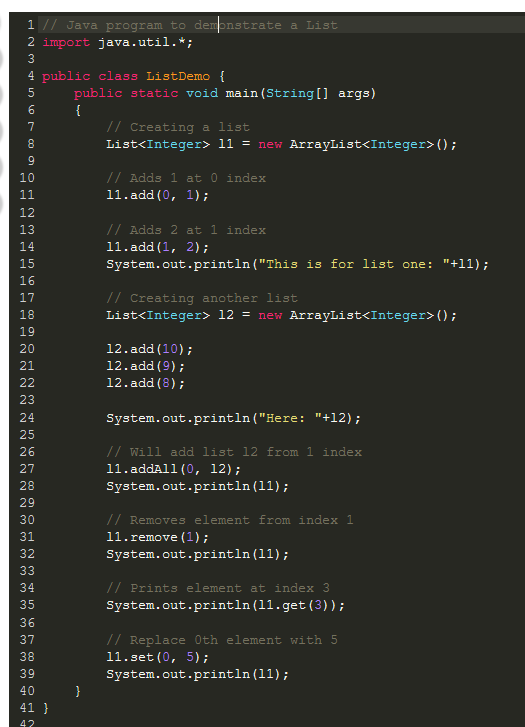 1 // Java program to demonstrate a List
2 import java.util.*;
3
4 public class ListDemo {
5     public static void main(String[] args)
6     {
7         // Creating a list
8         List<Integer> l1 = new ArrayList<Integer>();
9
10         // Adds 1 at 0 index
11         l1.add(0, 1);
12
13         // Adds 2 at 1 index
14         l1.add(1, 2);
15         System.out.println("This is for list one: "+l1);
16
17         // Creating another list
18         List<Integer> l2 = new ArrayList<Integer>();
19
20         l2.add(10);
21         l2.add(9);
22         l2.add(8);
23
24         System.out.println("Here: "+l2);
25
26         // Will add list l2 from 1 index
27         l1.addAll(0, l2);
28         System.out.println(l1);
29
30         // Removes element from index 1
31         l1.remove(1);
32         System.out.println(l1);
33
34         // Prints element at index 3
35         System.out.println(l1.get(3));
36
37         // Replace 0th element with 5
38         l1.set(0, 5);
39         System.out.println(l1);
40     }
41 }
42